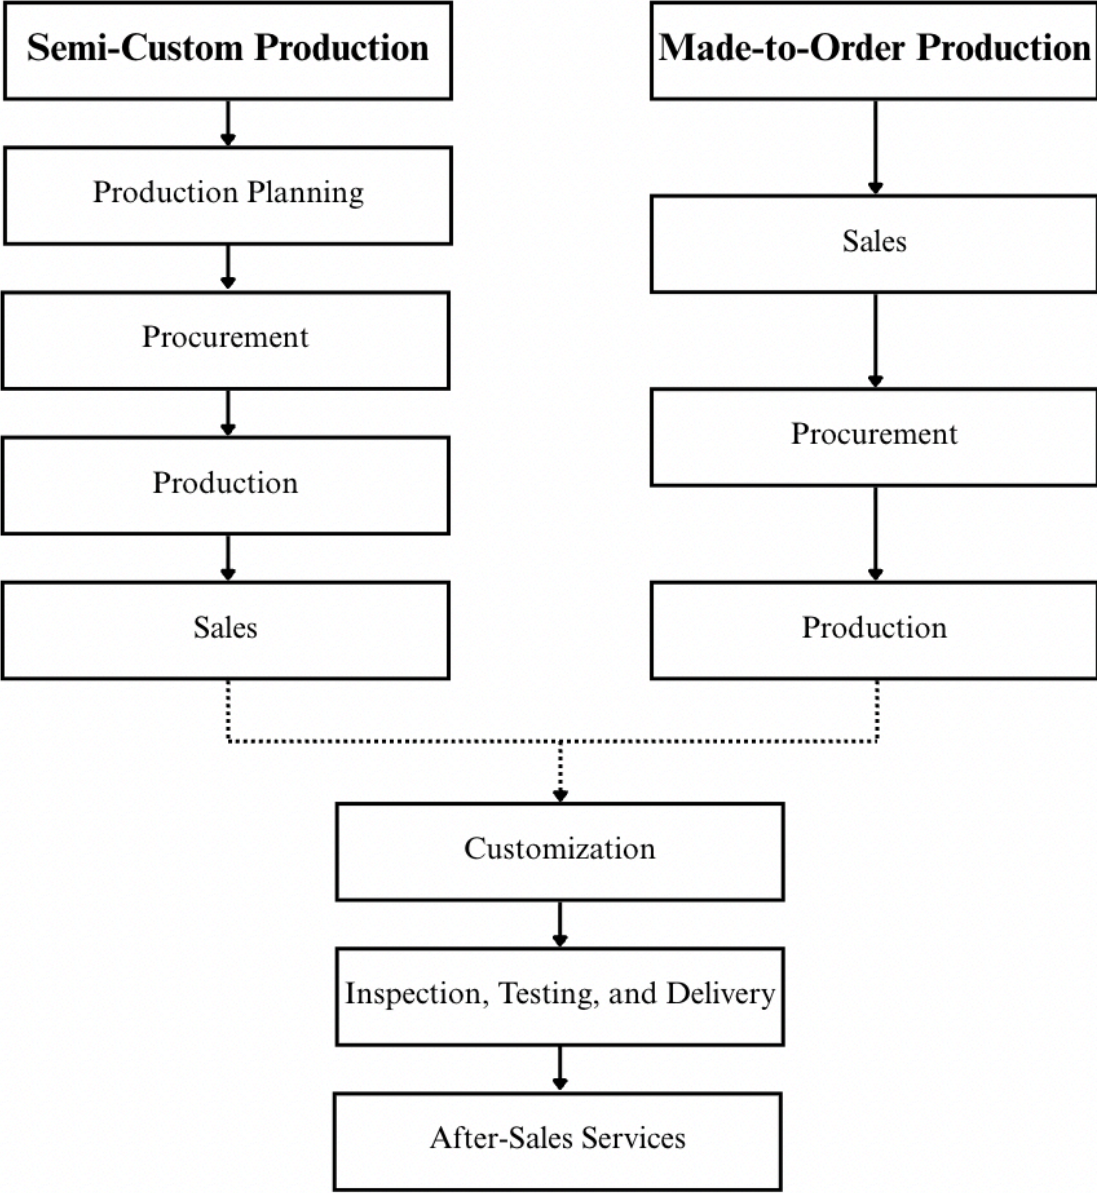 Semi-Custom Production
Production Planning
Procurement
Production
Sales
Made-to-Order Production
Sales
Procurement
Production
Customization
Inspection, Testing, and Delivery
After-Sales Services